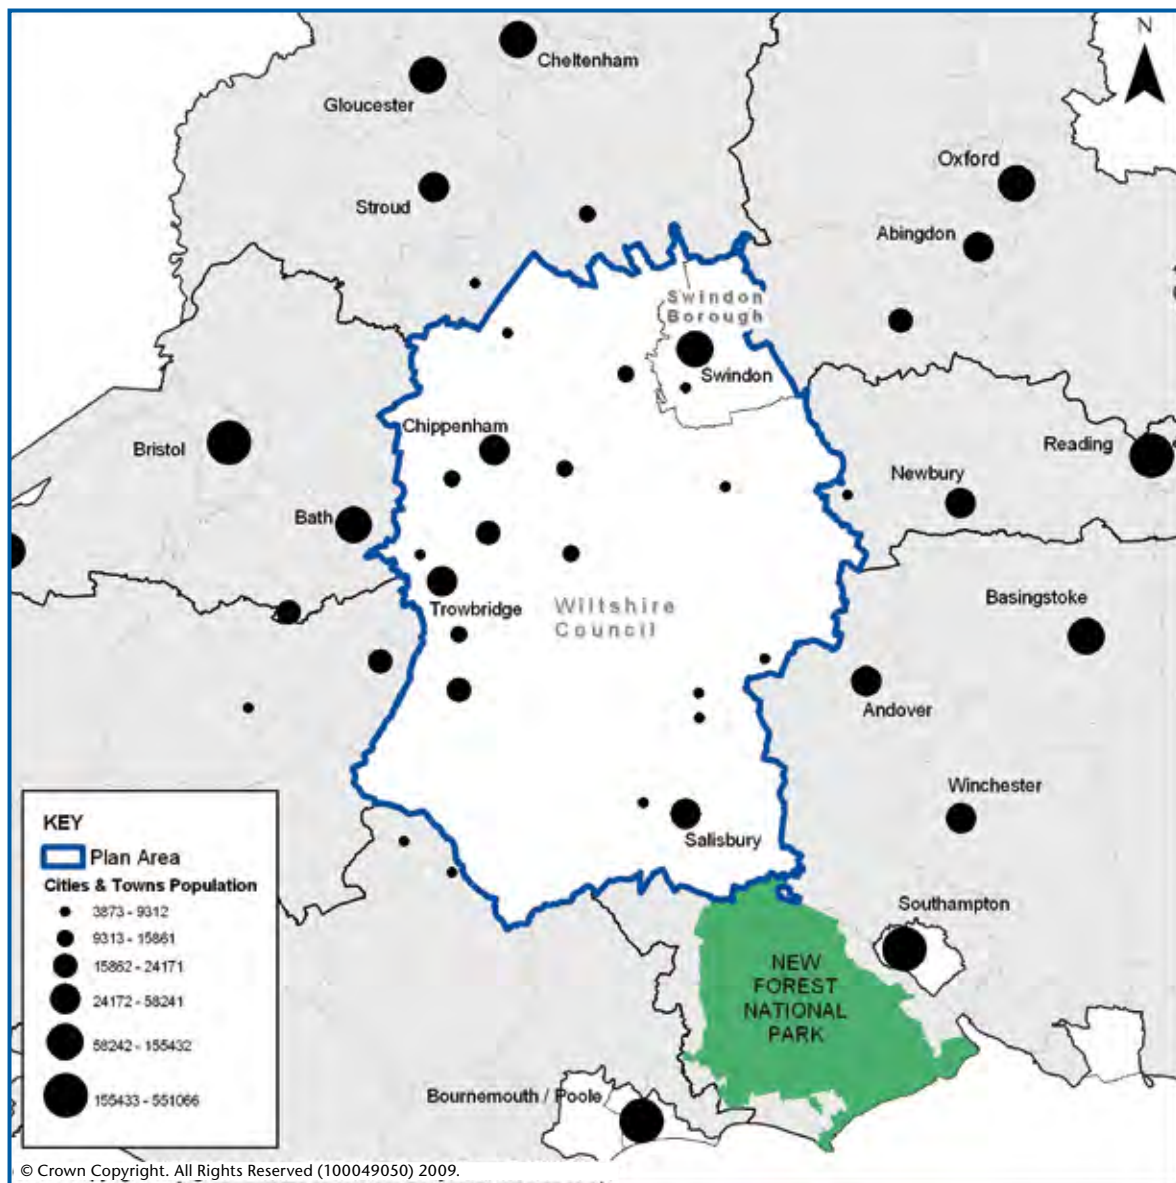 N
Cheltenham
Gloucester
Oxford
Stroud
Abingdon
Swindon
Borough
Swindon
Chippenham
Bristol
Reading
Newbury
Bath
Basingstoke
Trowbridge
Wiltshire
Council
Andover
Winchester
Salisbury
Southampton
NEW
FOREST
NATIONAL
PARK
Bournemouth / Poole
KEY
Plan Area
Cities & Towns Population
3873 - 9312
9313 - 15861
15862 - 24171
24172 - 58241
58242 - 155432
155433 - 551066
© Crown Copyright. All Rights Reserved (100049050) 2009.